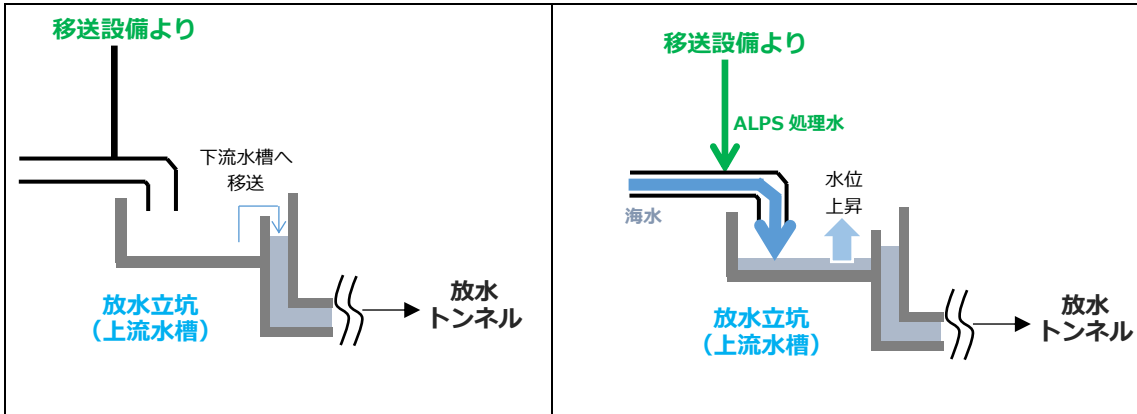 移送設備より
下流水槽へ
移送
放水立坑
（上流水槽）
放水
トンネル
移送設備より
ALPS 処理水
海水
水位
上昇
放水立坑
（上流水槽）
放水
トンネル